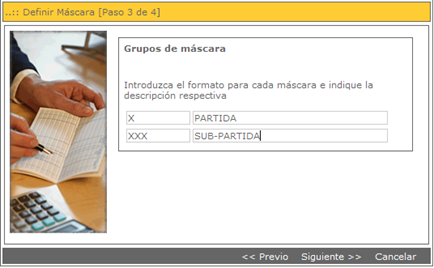 ..:: Definir Máscara [Paso 3 de 4]
Grupos de máscara
Introduzca el formato para cada máscara e indique la
descripción respectiva
X PARTIDA
XXX SUB-PARTIDA
<< Previo Siguiente >> Cancelar